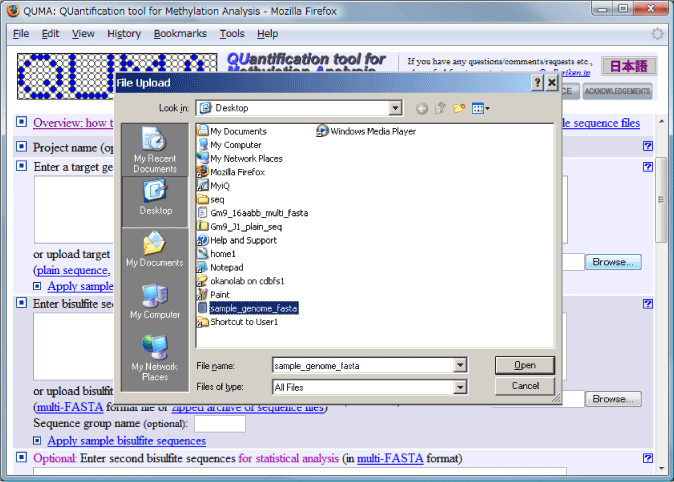 QUMA: QUantification tool for Methylation Analysis - Mozilla Firefox
File Edit View History Bookmarks Tools Help
QUMA
QUantification tool for
If you have any questions/comments/requests etc.,
日本語
ACKNOWLEDGEMENTS
File Upload
Look in: Desktop
My Recent Documents
Desktop
My Documents
My Computer
My Network Places
My Documents
My Computer
My Network Places
Mozilla Firefox
MyiQ
seq
Gm9_16aabb_multi_fasta
Gm9_J1_plain_seq
Help and Support
home1
Notepad
okanolab on cdbfs1
Paint
sample_genome_fasta
Shortcut to User1
Windows Media Player
File name: sample_genome_fasta
Open
Files of type: All Files
Cancel
Overview: how
le sequence files
Project name
?
Enter a target
?
or upload target
Browse...
(plain sequence,
Apply
Enter bisulfite
?
or upload
Browse...
(multi-FASTA format file or zipped archive of sequence files)
Sequence group name (optional):
Apply sample bisulfite sequences
Optional: Enter second bisulfite sequences for statistical analysis (in multi-FASTA format)
?